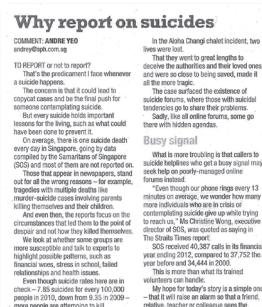 Why report on suicides
COMMENT: ANDRE YEO
andrey@sph.com.sg
TO REPORT or not to report?
That's the predicament I face whenever
a suicide happens.
The concern is that it could lead to
copycat cases and be the final push for
someone contemplating suicide.
But every suicide holds important
lessons for the living, such as what could
have been done to prevent it.
On average, there is one suicide death
every day in Singapore, going by data
compiled by the Samaritans of Singapore
(SOS) and most of them are not reported on.
Those that appear in newspapers, stand
out for all the wrong reasons – for example,
tragedies with multiple deaths like
murder-suicide cases involving parents
killing themselves and their children.
And even then, the reports focus on the
circumstances that led them to the point of
despair and not how they killed themselves.
We look at whether some groups are
more susceptible and talk to experts to
highlight possible patterns, such as
financial woes, stress in school, failed
relationships and health issues.
Even though suicide rates here are in
check – 7.85 suicides for every 100,000
people in 2010, down from 9.35 in 2009 –
more people are attempting to kill
In the Aloha Changi chalet incident, two
lives were lost.
That they went to great lengths to
deceive the authorities and their loved ones
and were so close to being saved, made it
all the more tragic.
The case surfaced the existence of
suicide forums, where those with suicidal
tendencies go to share their problems.
Sadly, like all online forums, some go
there with hidden agendas.
Busy signal
What is more troubling is that callers to
suicide helplines who get a busy signal may
seek help on poorly-managed online
forums instead.
"Even though our phone rings every 13
minutes on average, we wonder how many
more individuals who are in crisis or
contemplating suicide give up while trying
to reach us," Ms Christine Wong, executive
director of SOS, was quoted as saying in
The Straits Times report.
SOS received 40,387 calls in its financial
year ending 2012, compared to 37,752 the
year before and 34,444 in 2000.
This is more than what its trained
volunteers can handle.
My hope for today's story is a simple one
– that it will raise an alarm so that a friend,
relative, teacher or colleague sees the